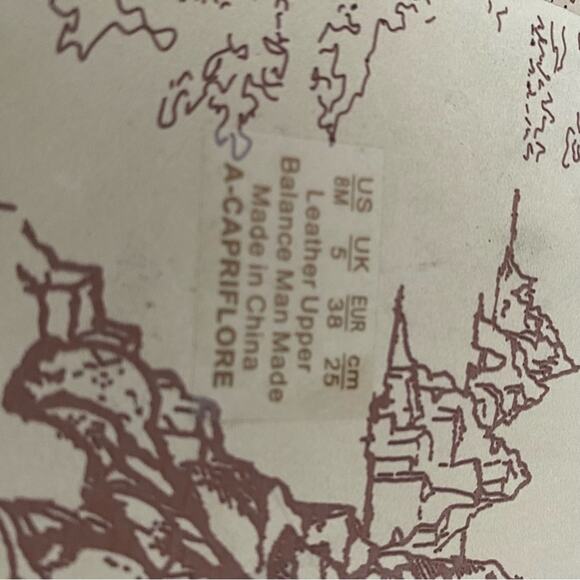 US UK EUR cm
8M 5 38 25
Leather Upper
Balance Man Made
Made in China
A-CAPRIFLORE